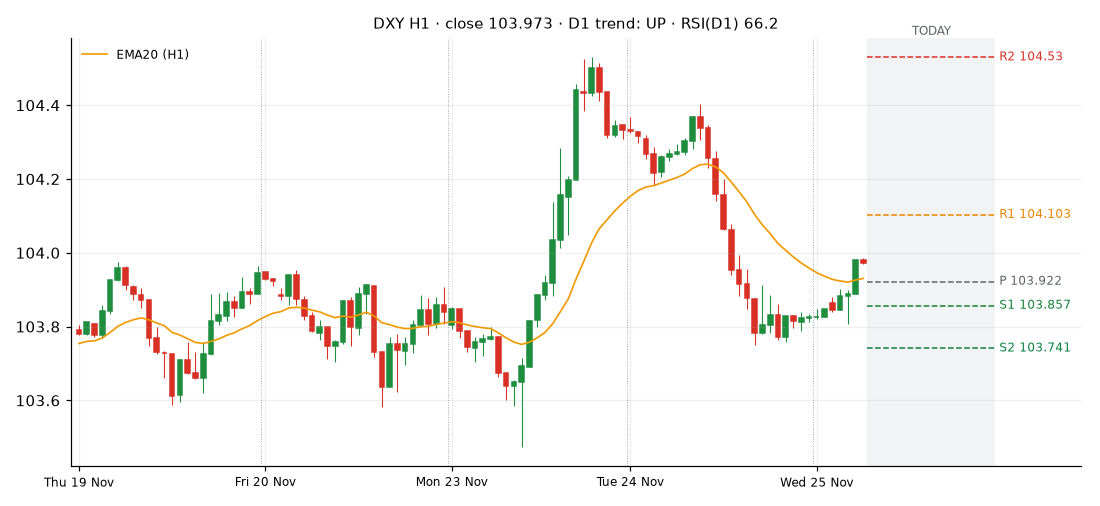 DXY H1 · close 103.973 · D1 trend: UP · RSI(D1) 66.2
TODAY
EMA20 (H1)
R2 104.53
104.4
104.2
R1 104.103
104.0
P 103.922
S1 103.857
103.8
S2 103.741
103.6
Thu 19 Nov
Fri 20 Nov
Mon 23 Nov
Tue 24 Nov
Wed 25 Nov